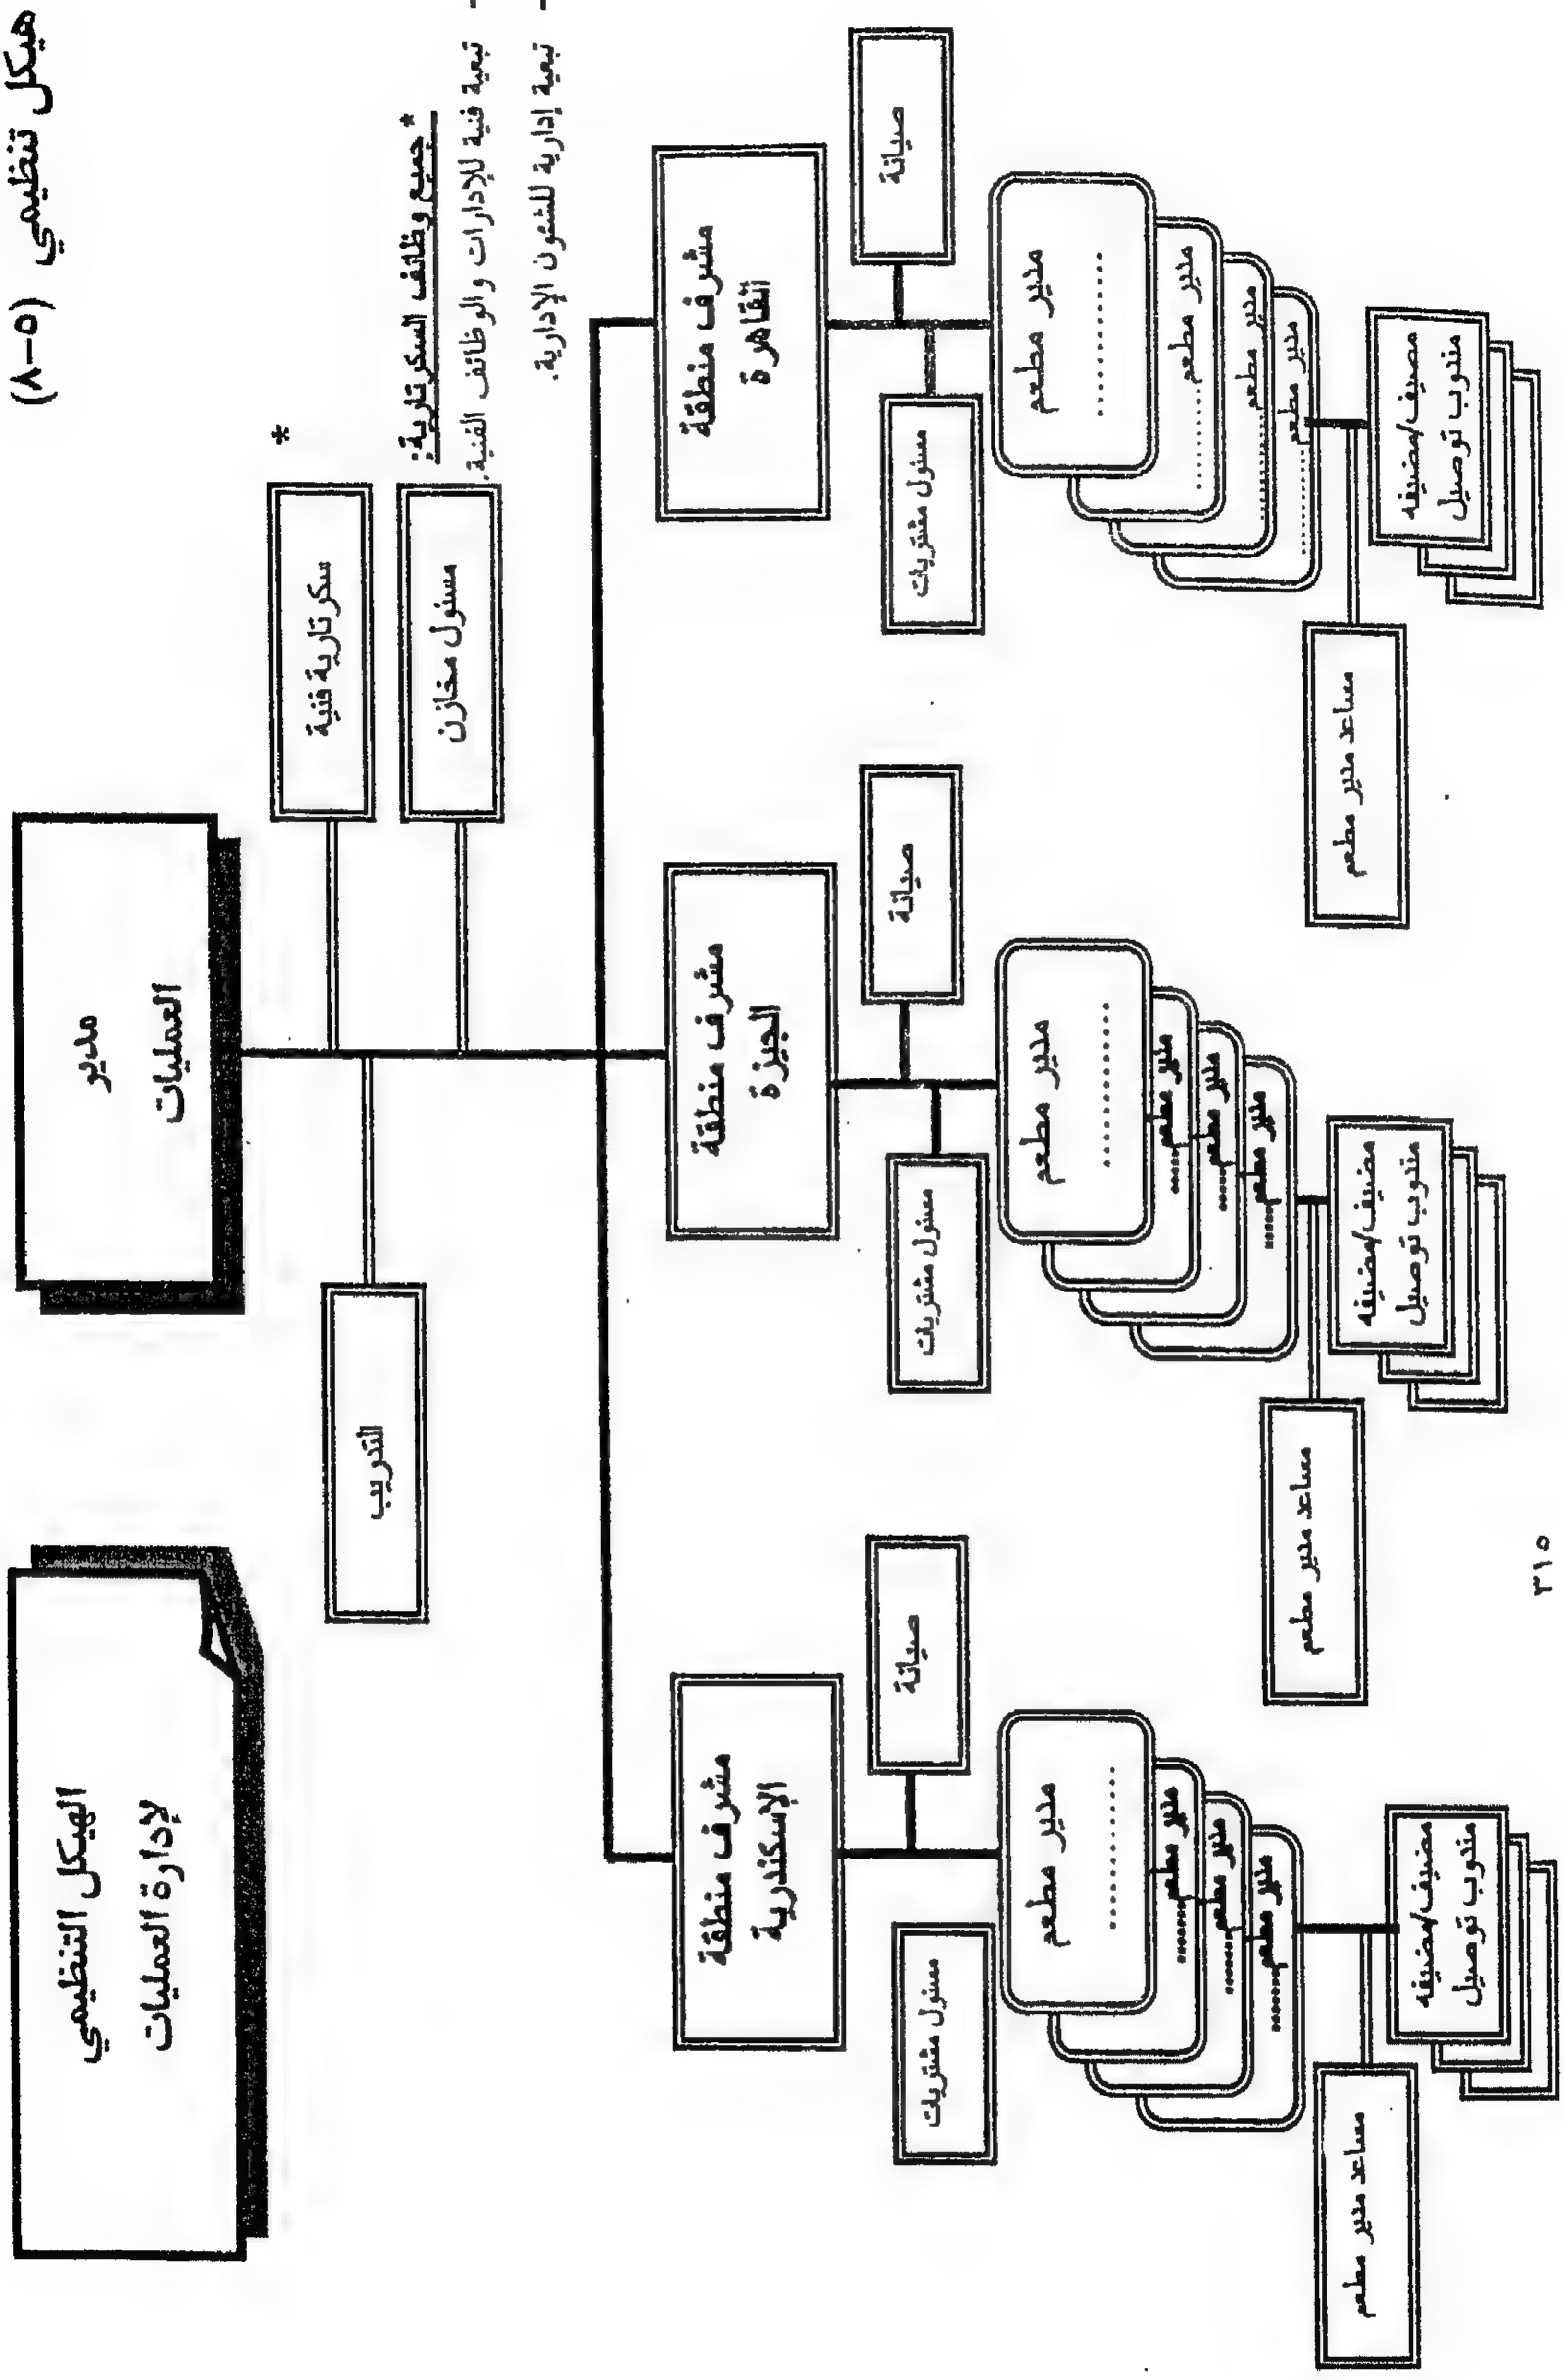 هيكل تنظيمي (٥-٨)
الهيكل التنظيمي
لإدارة العمليات
مدير
العمليات
سكرتارية فنية
*
التدريب
مسئول مخازن
*جميع وظائف السكرتارية:*
- تبعية فنية للإدارات والوظائف الفنية.
- تبعية إدارية للشئون الإدارية.
مشرف منطقة
القاهرة
صيانة
مسئول مشتريات
مدير مطعم
..............
مدير مطعم
..........
مدير مطعم
..........
مدير مطعم
..........
مساعد مدير مطعم
مضيف/مضيفه
مندوب توصيل
مشرف منطقة
الجيزة
صيانة
مسئول مشتريات
مدير مطعم
..............
مدير مطعم
......
مدير مطعم
......
مدير مطعم
......
مساعد مدير مطعم
مضيف/مضيفه
مندوب توصيل
مشرف منطقة
الإسكندرية
صيانة
مسئول مشتريات
مدير مطعم
..............
مدير مطعم
........
مدير مطعم
........
مدير مطعم
........
مساعد مدير مطعم
مضيف/مضيفه
مندوب توصيل
٣١٥